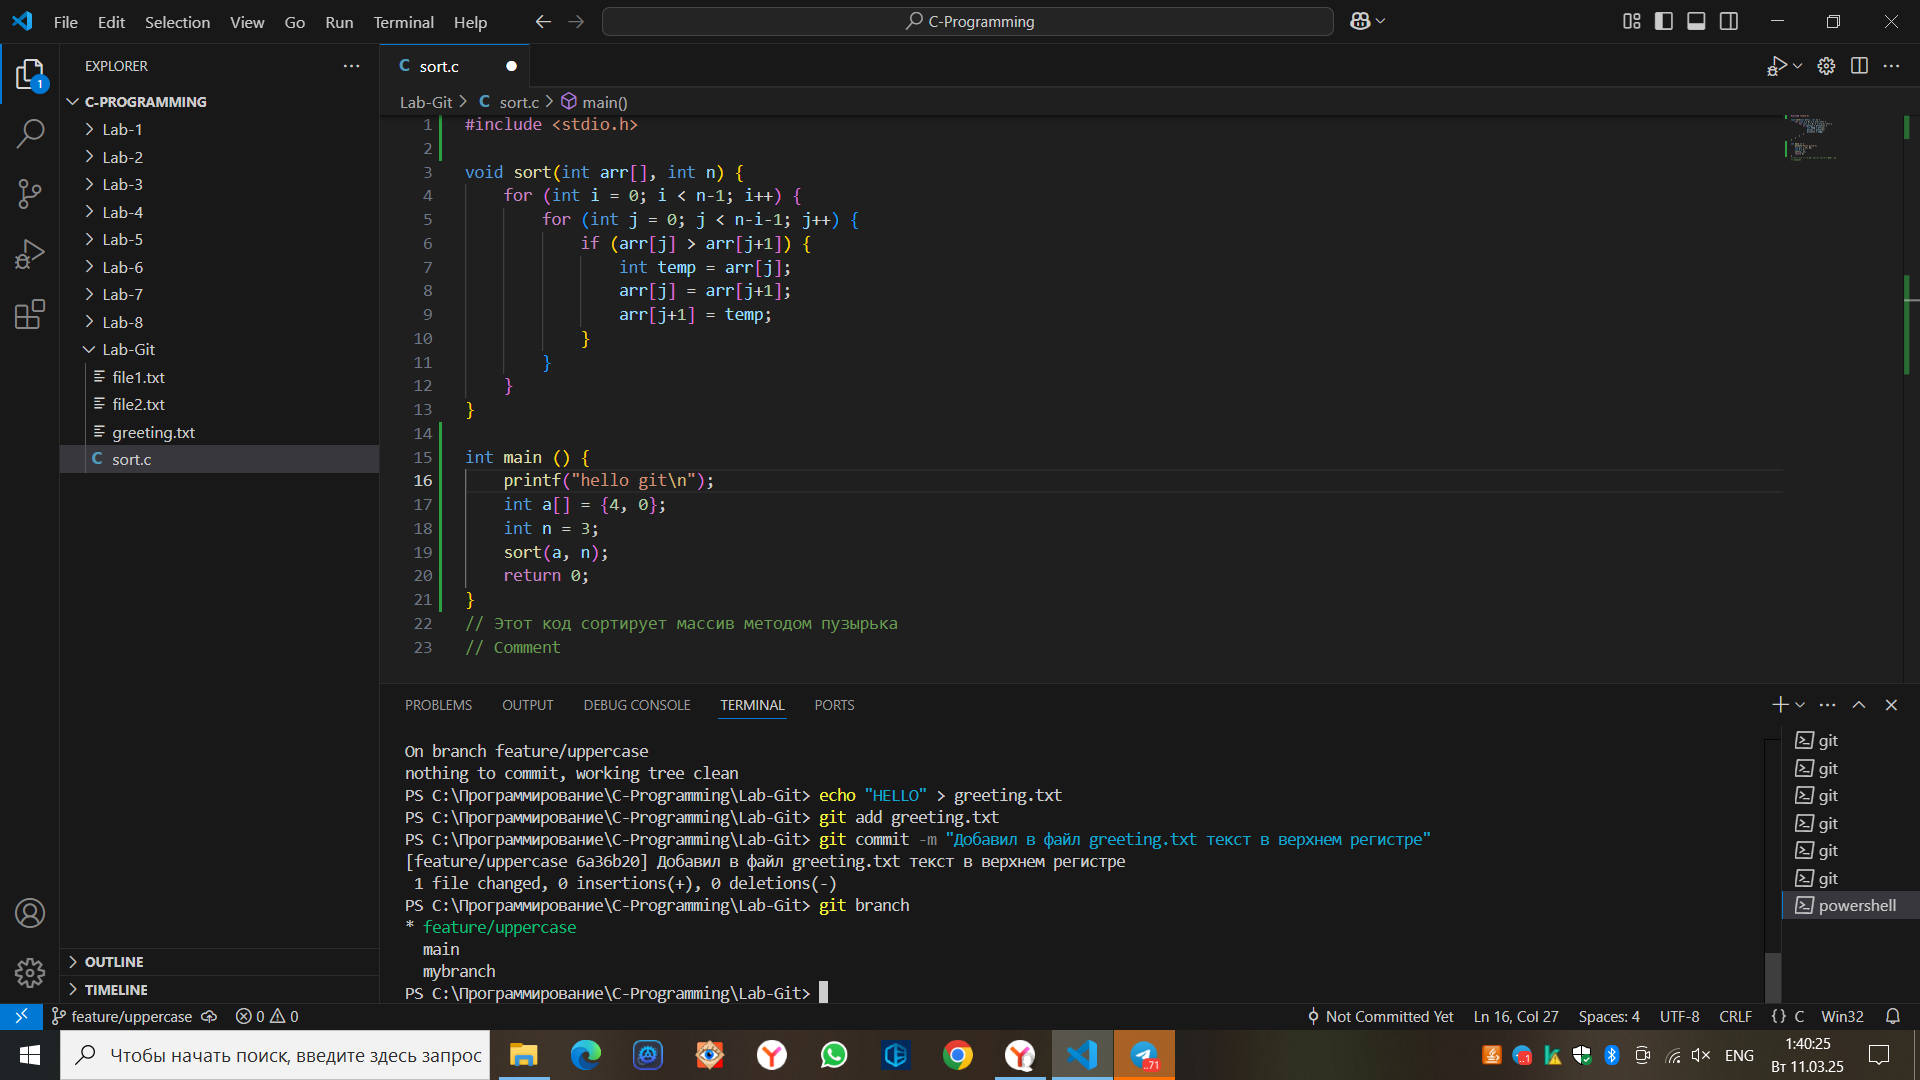 File Edit Selection View Go Run Terminal Help
C-Programming
EXPLORER
1
C-PROGRAMMING
Lab-1
Lab-2
Lab-3
Lab-4
Lab-5
Lab-6
Lab-7
Lab-8
Lab-Git
file1.txt
file2.txt
greeting.txt
C sort.c
OUTLINE
TIMELINE
C sort.c
Lab-Git > C sort.c > main()
1 #include <stdio.h>
2
3 void sort(int arr[], int n) {
4 for (int i = 0; i < n-1; i++) {
5 for (int j = 0; j < n-i-1; j++) {
6 if (arr[j] > arr[j+1]) {
7 int temp = arr[j];
8 arr[j] = arr[j+1];
9 arr[j+1] = temp;
10 }
11 }
12 }
13 }
14
15 int main () {
16 printf("hello git\n");
17 int a[] = {4, 0};
18 int n = 3;
19 sort(a, n);
20 return 0;
21 }
22 // Этот код сортирует массив методом пузырька
23 // Comment
PROBLEMS OUTPUT DEBUG CONSOLE TERMINAL PORTS
On branch feature/uppercase
nothing to commit, working tree clean
PS C:\Программирование\C-Programming\Lab-Git> echo "HELLO" > greeting.txt
PS C:\Программирование\C-Programming\Lab-Git> git add greeting.txt
PS C:\Программирование\C-Programming\Lab-Git> git commit -m "Добавил в файл greeting.txt текст в верхнем регистре"
[feature/uppercase 6a36b20] Добавил в файл greeting.txt текст в верхнем регистре
1 file changed, 0 insertions(+), 0 deletions(-)
PS C:\Программирование\C-Programming\Lab-Git> git branch
* feature/uppercase
main
mybranch
PS C:\Программирование\C-Programming\Lab-Git>
git
git
git
git
git
git
powershell
feature/uppercase 0 0 Not Committed Yet Ln 16, Col 27 Spaces: 4 UTF-8 CRLF {} C Win32
Чтобы начать поиск, введите здесь запрос
..71
..1
ENG
1:40:25
Вт 11.03.25